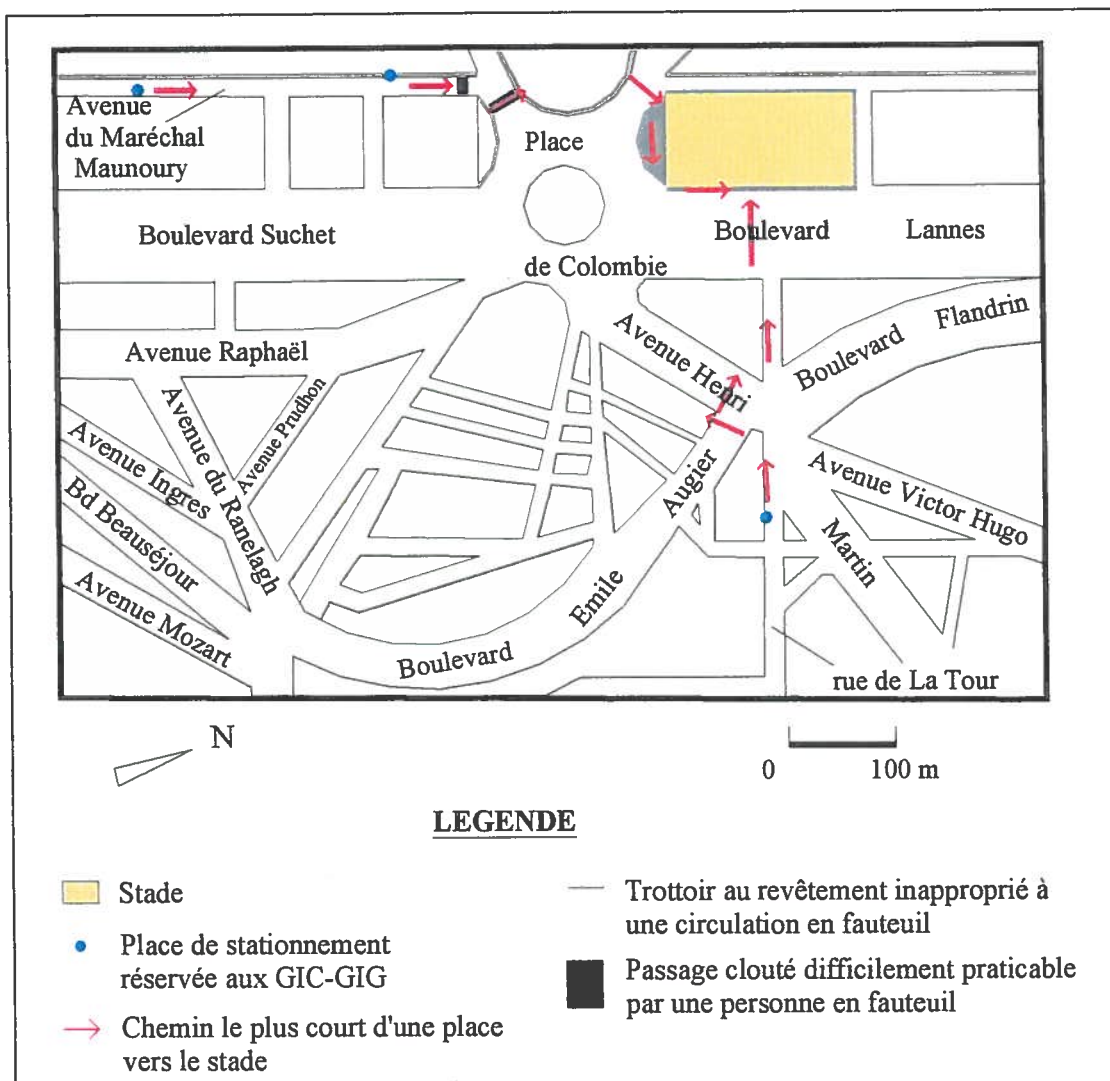 Avenue
du Maréchal
Maunoury
Place
Boulevard Suchet
Boulevard
Lannes
de Colombie
Avenue Raphaël
Avenue Henri
Boulevard
Flandrin
Avenue Prudhon
Avenue du Ranelagh
Avenue Ingres
Bd Beauséjour
Avenue Mozart
Augier
Avenue Victor Hugo
Martin
Emile
Boulevard
rue de La Tour
N
0 100 m
LEGENDE
Stade
Place de stationnement
réservée aux GIC-GIG
Chemin le plus court d'une place
vers le stade
Trottoir au revêtement inapproprié à
une circulation en fauteuil
Passage clouté difficilement praticable
par une personne en fauteuil